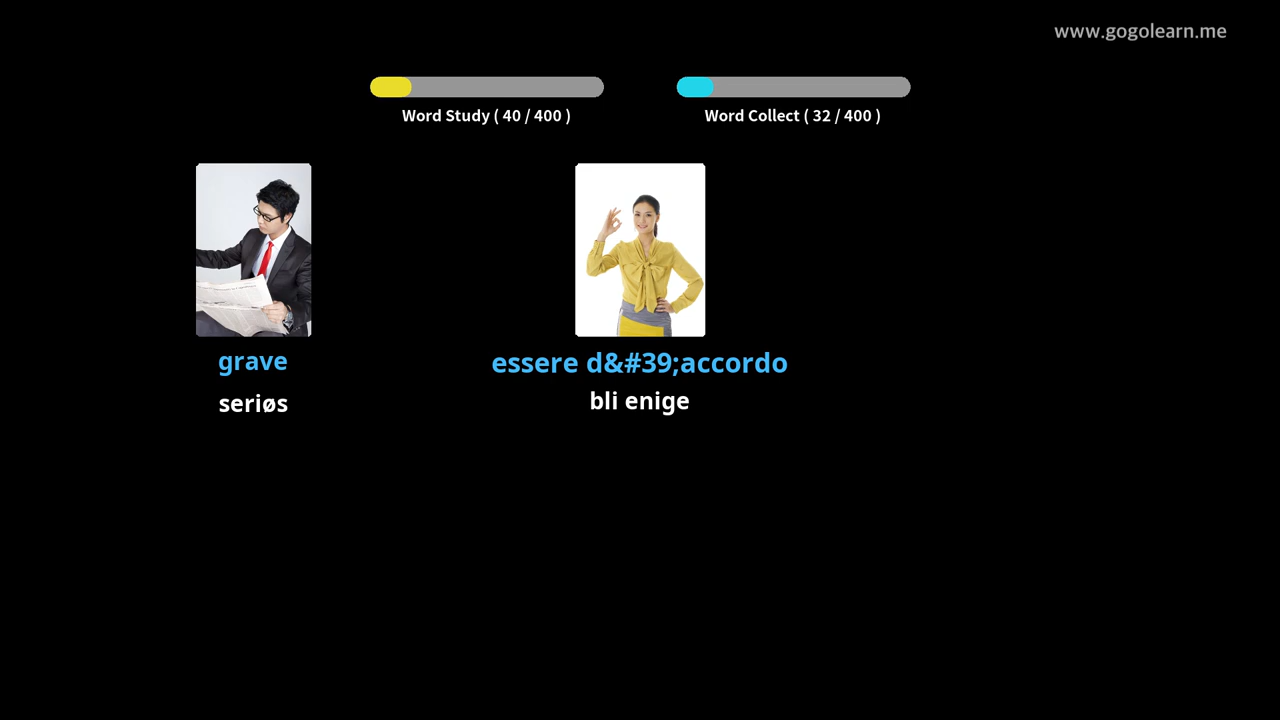 www.gogolearn.me
Word Study ( 40 / 400 )
Word Collect ( 32 / 400 )
grave
seriøs
essere d&#39;accordo
bli enige